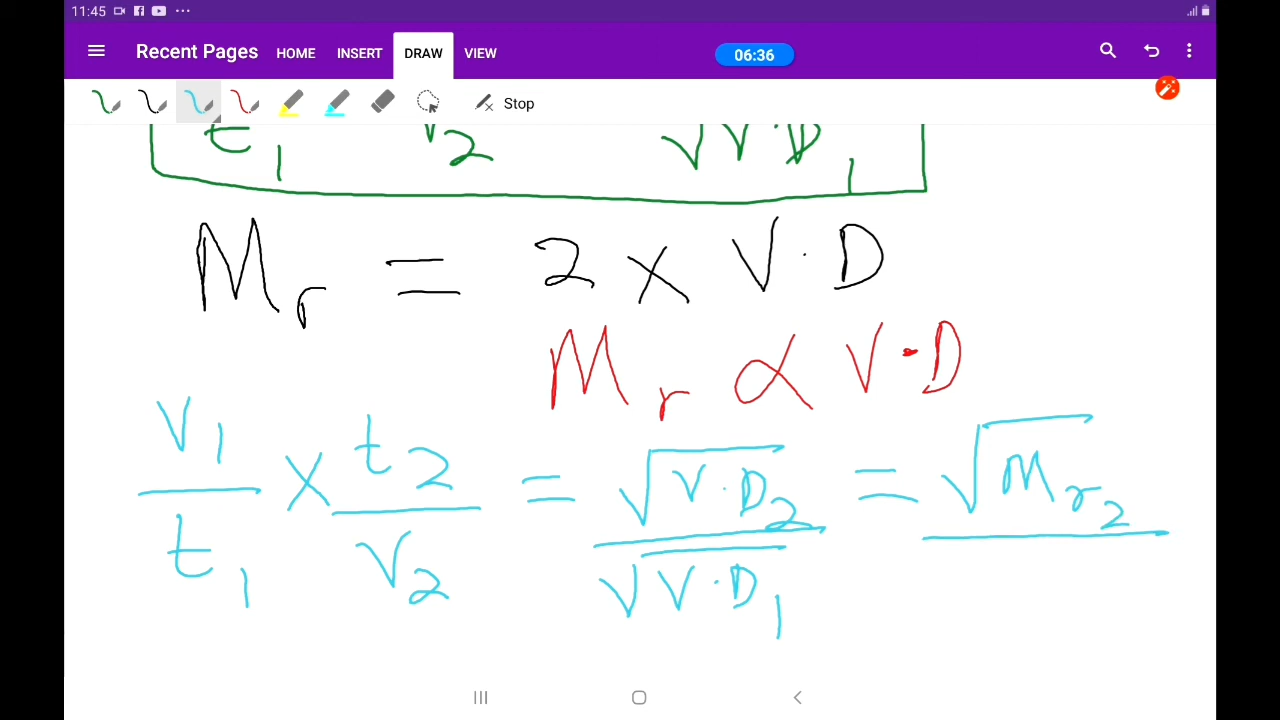 11:45
Recent Pages HOME INSERT DRAW VIEW 06:36
Stop
t₁ V₂ √V·D₁
Mᵣ = 2 × V·D
Mᵣ ∝ V·D
V₁/t₁ × t₂/V₂ = √V·D₂/√V·D₁ = √Mᵣ₂